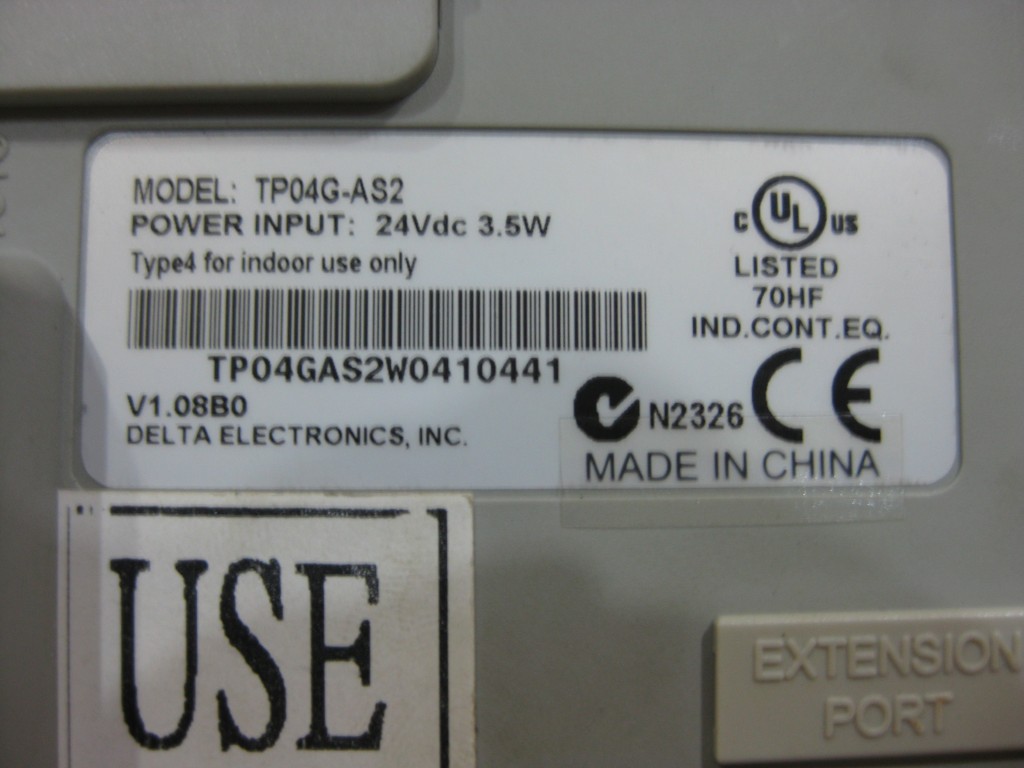 MODEL: TP04G-AS2
POWER INPUT: 24Vdc 3.5W
Type4 for indoor use only
TP04GAS2W0410441
V1.08B0
DELTA ELECTRONICS, INC.
C UL US
LISTED
70HF
IND.CONT.EQ.
N2326 CE
MADE IN CHINA
USE
EXTENSION
PORT